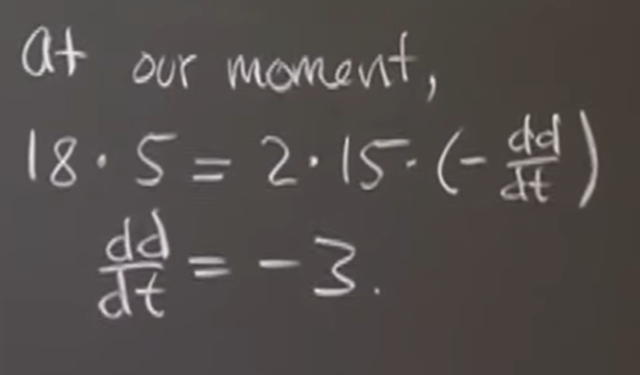 at our moment,
18 · 5 = 2 · 15 · (- dd/dt)
dd/dt = -3.